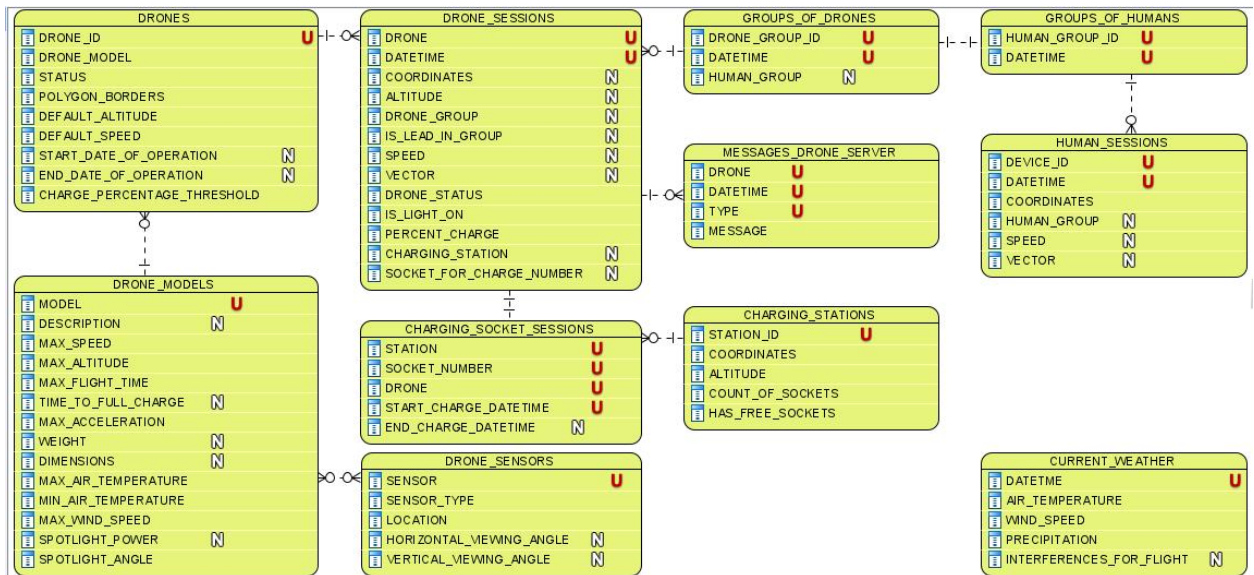 DRONES
DRONE_ID U
DRONE_MODEL
STATUS
POLYGON_BORDERS
DEFAULT_ALTITUDE
DEFAULT_SPEED
START_DATE_OF_OPERATION N
END_DATE_OF_OPERATION N
CHARGE_PERCENTAGE_THRESHOLD
DRONE_SESSIONS
DRONE U
DATETIME U
COORDINATES N
ALTITUDE N
DRONE_GROUP N
IS_LEAD_IN_GROUP N
SPEED N
VECTOR N
DRONE_STATUS
IS_LIGHT_ON
PERCENT_CHARGE
CHARGING_STATION N
SOCKET_FOR_CHARGE_NUMBER N
GROUPS_OF_DRONES
DRONE_GROUP_ID U
DATETIME U
HUMAN_GROUP N
GROUPS_OF_HUMANS
HUMAN_GROUP_ID U
DATETIME U
MESSAGES_DRONE_SERVER
DRONE U
DATETIME U
TYPE U
MESSAGE
HUMAN_SESSIONS
DEVICE_ID U
DATETIME U
COORDINATES
HUMAN_GROUP N
SPEED N
VECTOR N
DRONE_MODELS
MODEL U
DESCRIPTION N
MAX_SPEED
MAX_ALTITUDE
MAX_FLIGHT_TIME
TIME_TO_FULL_CHARGE N
MAX_ACCELERATION
WEIGHT N
DIMENSIONS N
MAX_AIR_TEMPERATURE
MIN_AIR_TEMPERATURE
MAX_WIND_SPEED
SPOTLIGHT_POWER N
SPOTLIGHT_ANGLE
CHARGING_SOCKET_SESSIONS
STATION U
SOCKET_NUMBER U
DRONE U
START_CHARGE_DATETIME U
END_CHARGE_DATETIME N
CHARGING_STATIONS
STATION_ID U
COORDINATES
ALTITUDE
COUNT_OF_SOCKETS
HAS_FREE_SOCKETS
DRONE_SENSORS
SENSOR U
SENSOR_TYPE
LOCATION
HORIZONTAL_VIEWING_ANGLE N
VERTICAL_VIEWING_ANGLE N
CURRENT_WEATHER
DATETME U
AIR_TEMPERATURE
WIND_SPEED
PRECIPITATION
INTERFERENCES_FOR_FLIGHT N